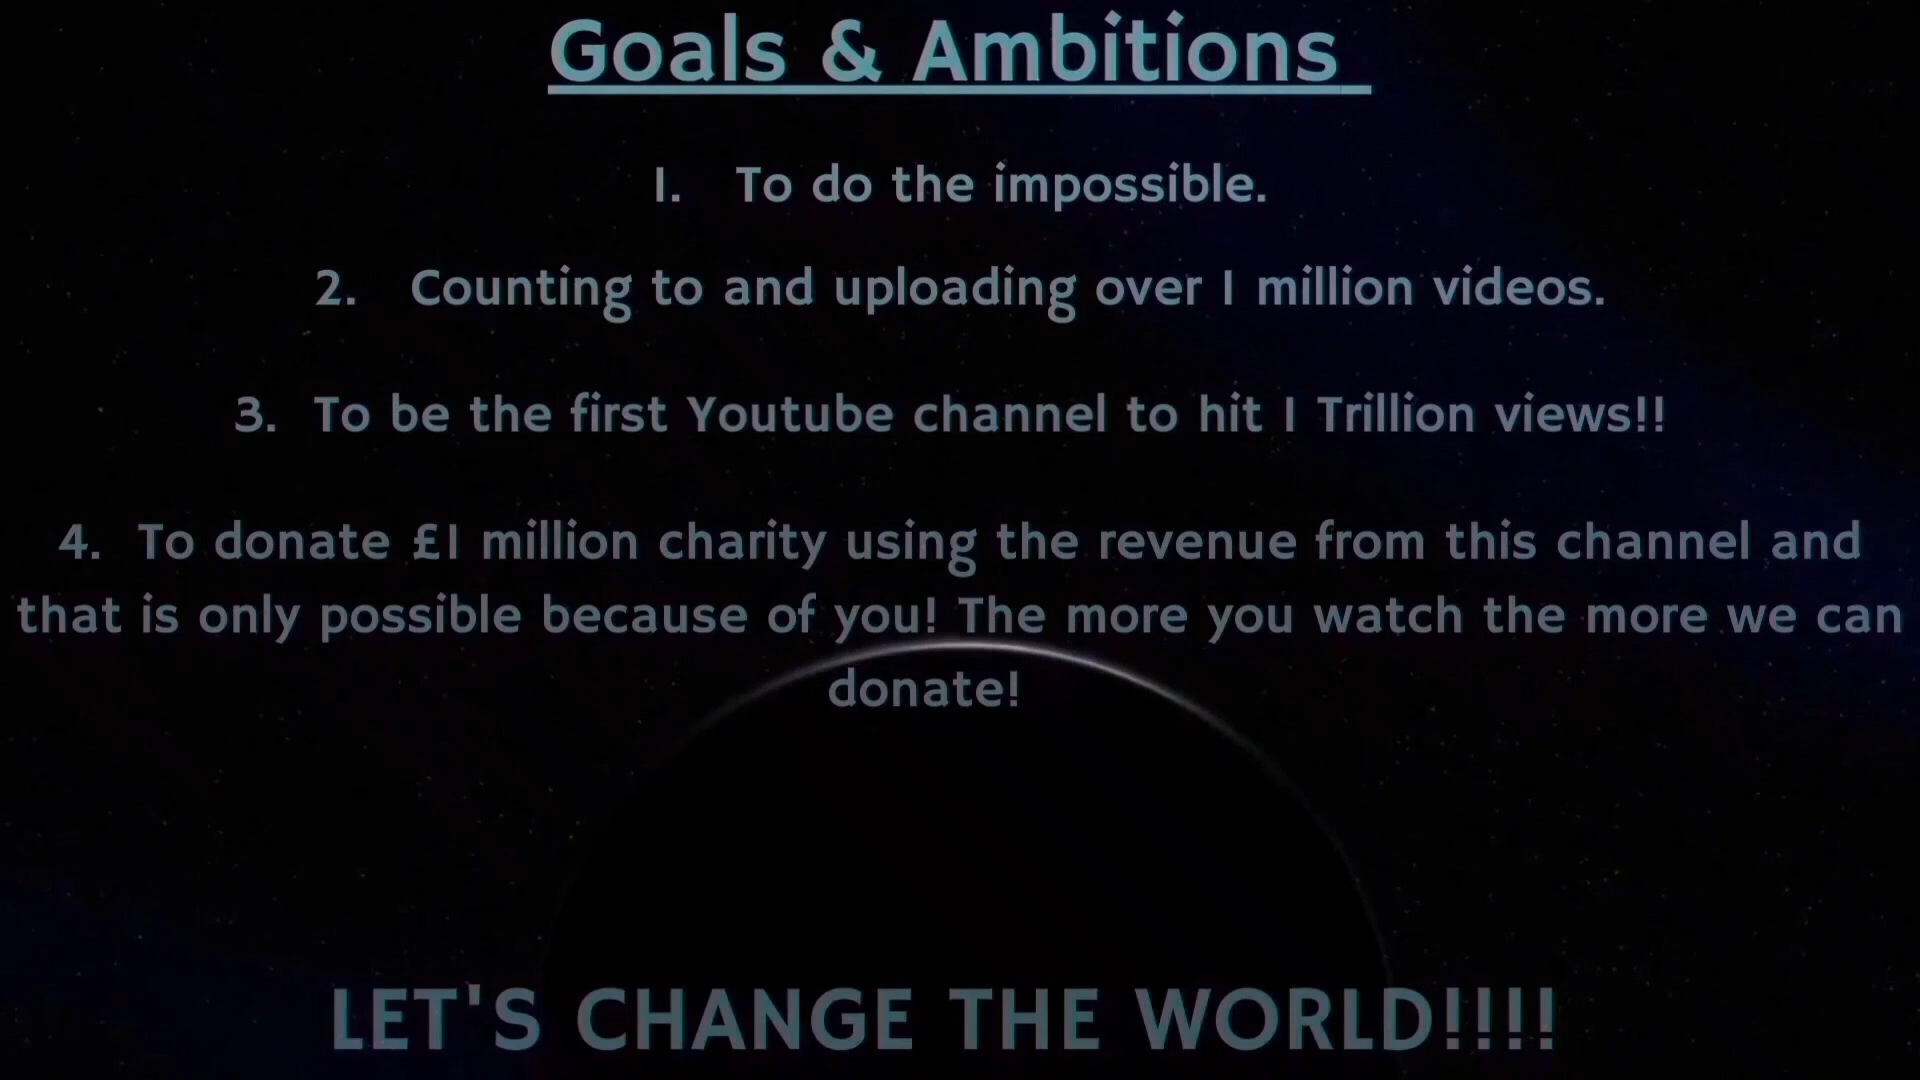 Goals & Ambitions
1. To do the impossible.
2. Counting to and uploading over 1 million videos.
3. To be the first Youtube channel to hit 1 Trillion views!!
4. To donate £1 million charity using the revenue from this channel and
that is only possible because of you! The more you watch the more we can
donate!
LET'S CHANGE THE WORLD!!!!